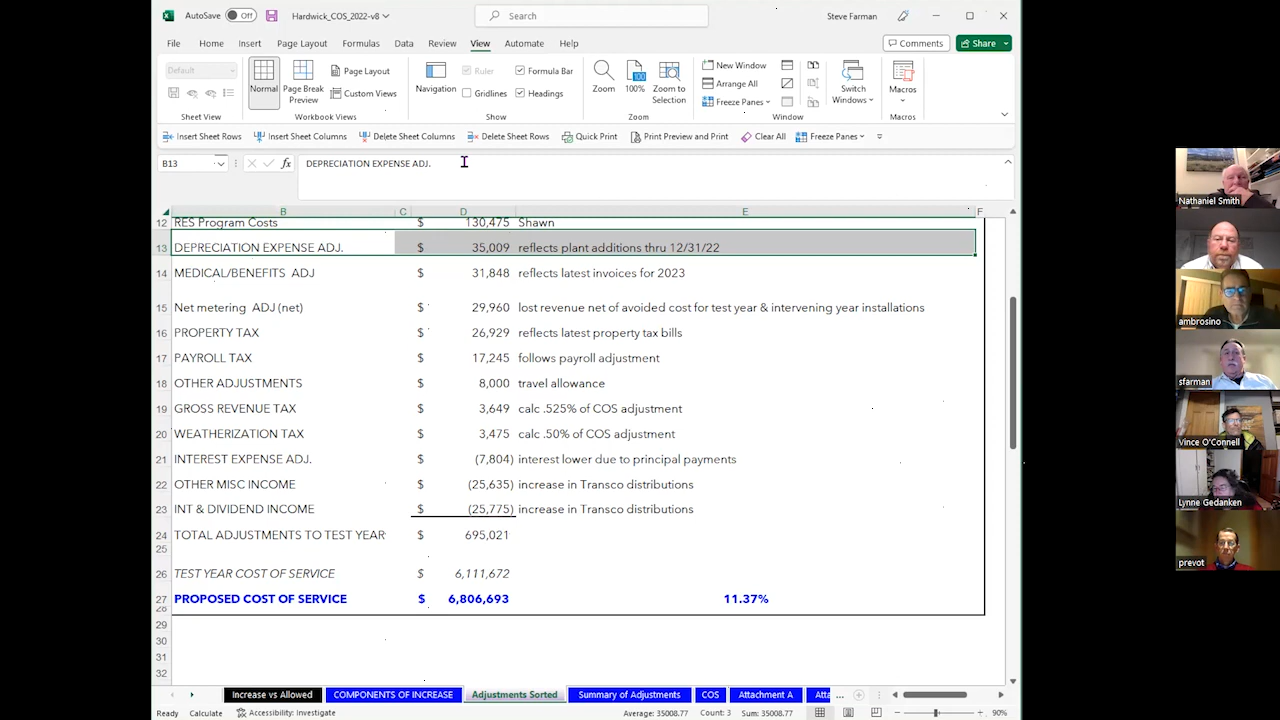 AutoSave Off Hardwick_COS_2022-v8 Search Steve Farman
File Home Insert Page Layout Formulas Data Review View Automate Help Comments Share
Default Normal Page Break Preview Page Layout Custom Views Navigation Ruler Gridlines Formula Bar Headings Zoom 100% Zoom to Selection New Window Arrange All Freeze Panes Switch Windows Macros
Sheet View Workbook Views Show Zoom Window Macros
Insert Sheet Rows Insert Sheet Columns Delete Sheet Columns Delete Sheet Rows Quick Print Print Preview and Print Clear All Freeze Panes
B13 fx DEPRECIATION EXPENSE ADJ.
B C D E F
12 RES Program Costs $ 130,475 Shawn
13 DEPRECIATION EXPENSE ADJ. $ 35,009 reflects plant additions thru 12/31/22
14 MEDICAL/BENEFITS ADJ $ 31,848 reflects latest invoices for 2023
15 Net metering ADJ (net) $ 29,960 lost revenue net of avoided cost for test year & intervening year installations
16 PROPERTY TAX $ 26,929 reflects latest property tax bills
17 PAYROLL TAX $ 17,245 follows payroll adjustment
18 OTHER ADJUSTMENTS $ 8,000 travel allowance
19 GROSS REVENUE TAX $ 3,649 calc .525% of COS adjustment
20 WEATHERIZATION TAX $ 3,475 calc .50% of COS adjustment
21 INTEREST EXPENSE ADJ. $ (7,804) interest lower due to principal payments
22 OTHER MISC INCOME $ (25,635) increase in Transco distributions
23 INT & DIVIDEND INCOME $ (25,775) increase in Transco distributions
24 TOTAL ADJUSTMENTS TO TEST YEAR $ 695,021
25
26 TEST YEAR COST OF SERVICE $ 6,111,672
27 PROPOSED COST OF SERVICE $ 6,806,693 11.37%
28
29
30
31
32
Increase vs Allowed COMPONENTS OF INCREASE Adjustments Sorted Summary of Adjustments COS Attachment A Atta ...
Ready Calculate Accessibility: Investigate Average: 35008.77 Count: 3 Sum: 35008.77 90%
Nathaniel Smith
ambrosino
sfarman
Vince O'Connell
Lynne Gedanken
prevot